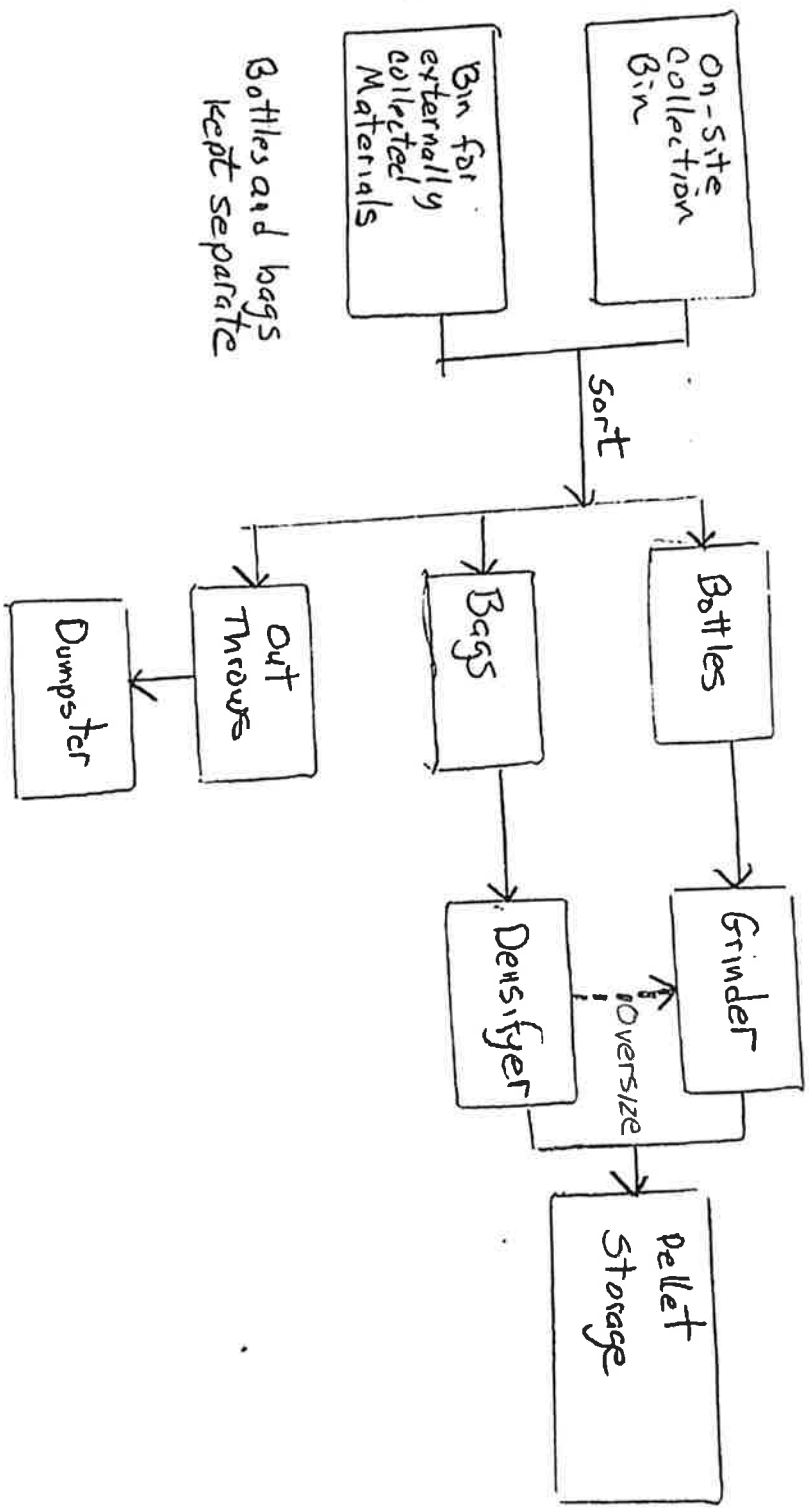 On-Site
Collection
Bin
Bin for
externally
collected
Materials
Bottles and bags
kept separate
Sort
Bottles
Bags
Out
Throws
Dumpster
Grinder
Oversize
Densifyer
Pellet
Storage